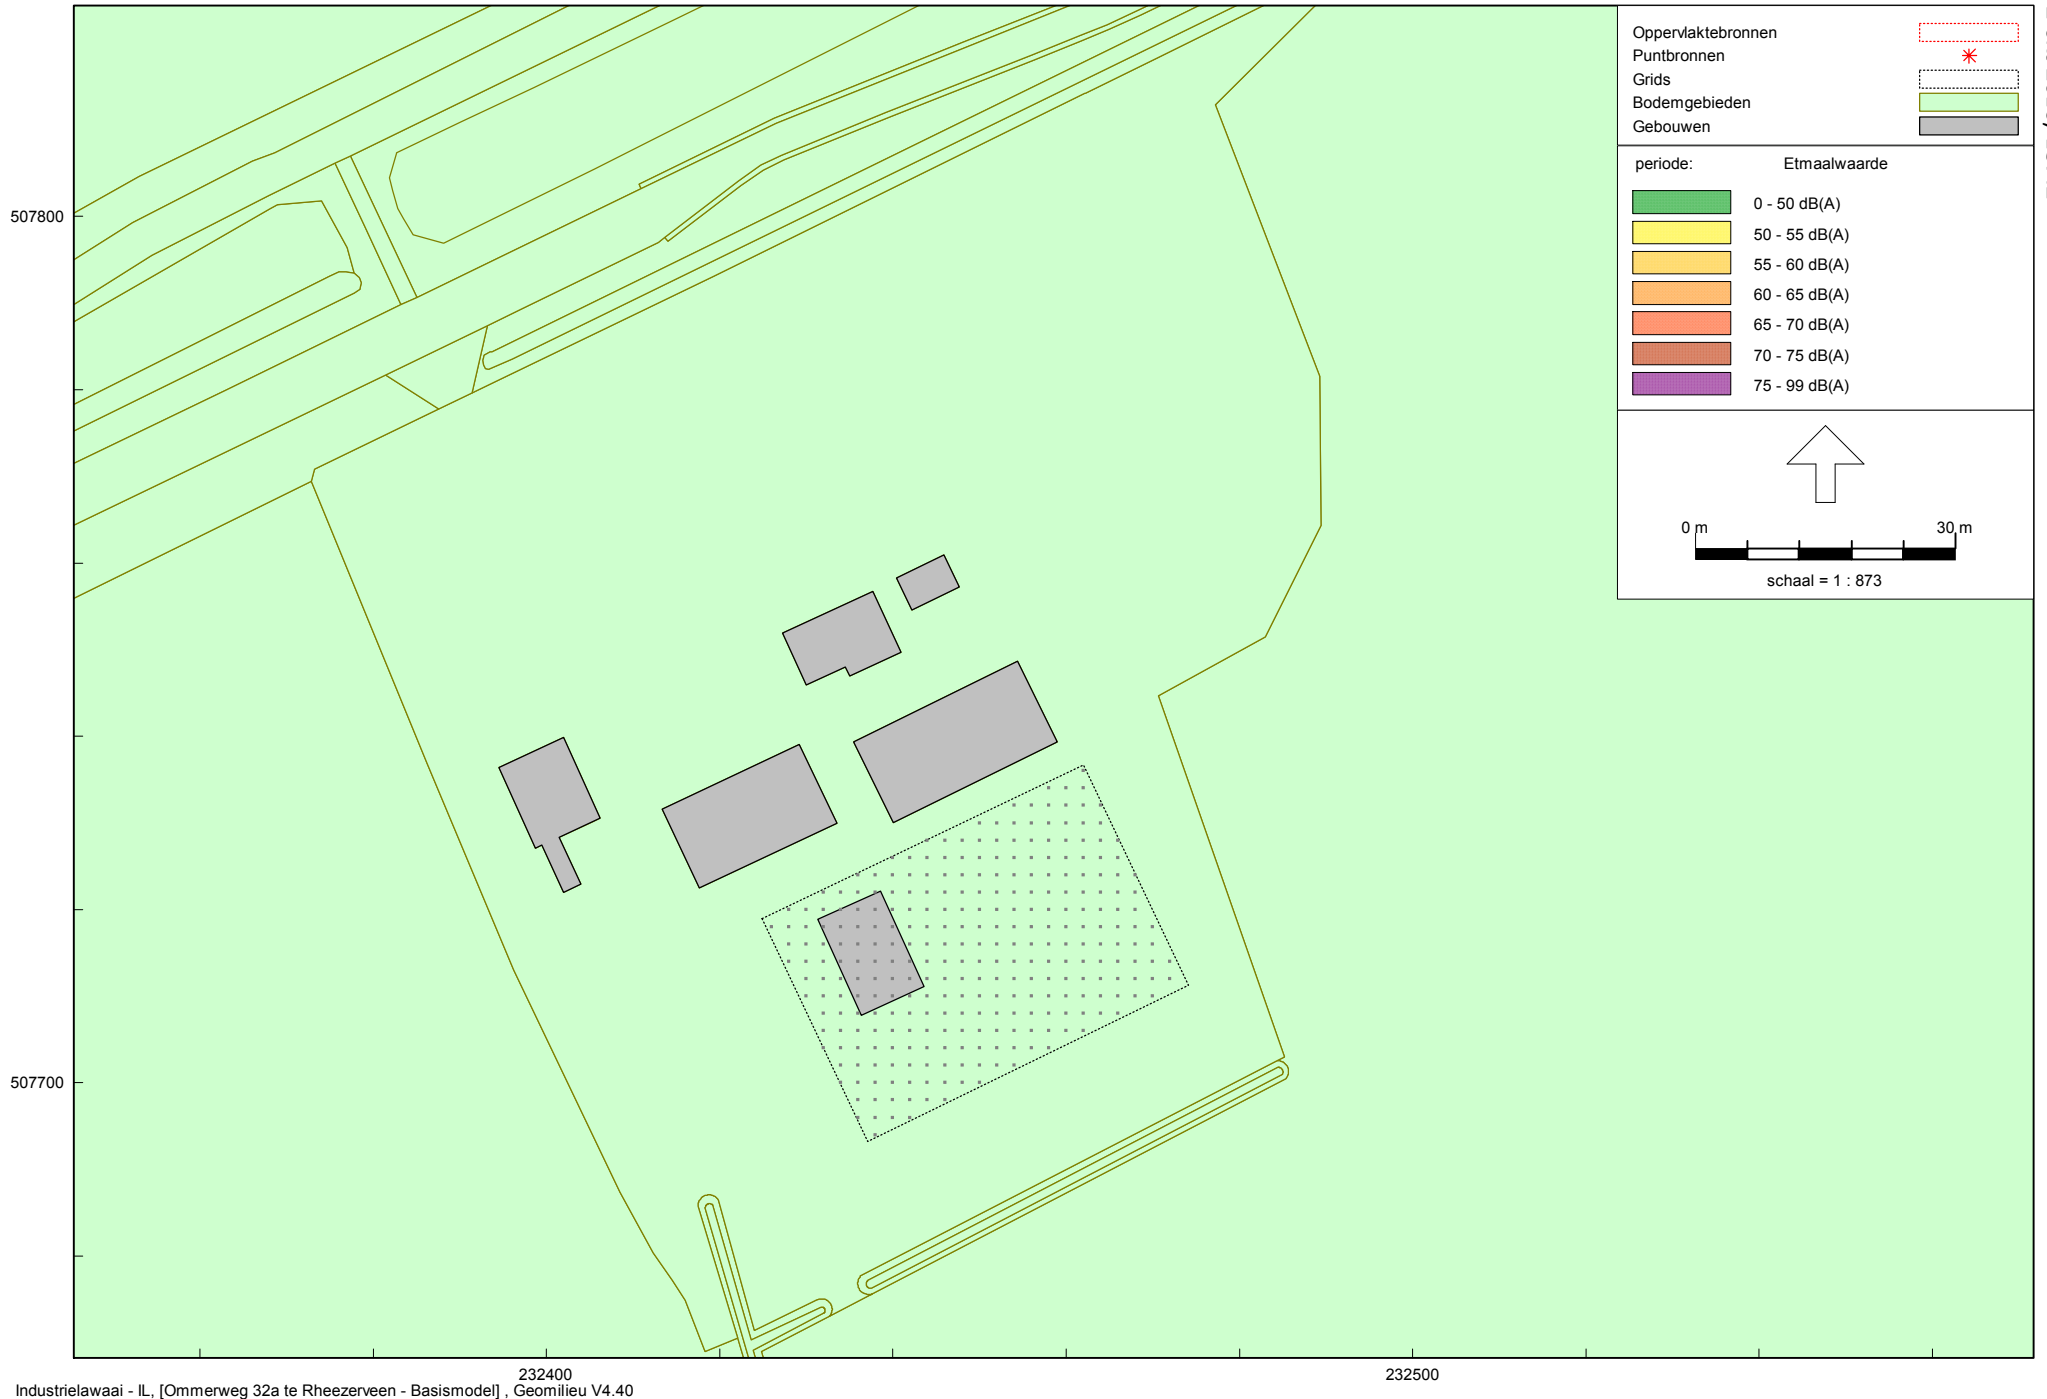 Oppervlaktebronnen
Puntbronnen
Grids
Bodemgebieden
Gebouwen
periode: Etmaalwaarde
0 - 50 dB(A)
50 - 55 dB(A)
55 - 60 dB(A)
60 - 65 dB(A)
65 - 70 dB(A)
70 - 75 dB(A)
75 - 99 dB(A)
0 m 30 m
schaal = 1 : 873
507800
507700
232400 232500
Industrielawaai - IL, [Ommerweg 32a te Rheezerveen - Basismodel] , Geomilieu V4.40